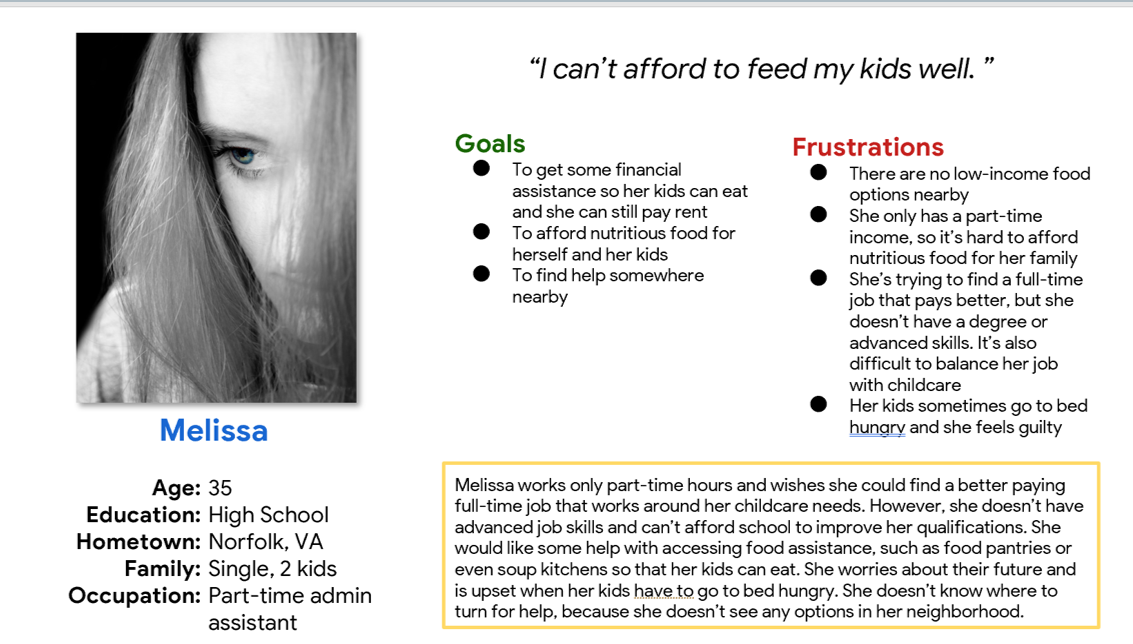 “I can’t afford to feed my kids well. ”
Goals
● To get some financial
assistance so her kids can eat
and she can still pay rent
● To afford nutritious food for
herself and her kids
● To find help somewhere
nearby
Frustrations
● There are no low-income food
options nearby
● She only has a part-time
income, so it’s hard to afford
nutritious food for her family
● She’s trying to find a full-time
job that pays better, but she
doesn’t have a degree or
advanced skills. It’s also
difficult to balance her job
with childcare
● Her kids sometimes go to bed
hungry and she feels guilty
Melissa
Age: 35
Education: High School
Hometown: Norfolk, VA
Family: Single, 2 kids
Occupation: Part-time admin
assistant
Melissa works only part-time hours and wishes she could find a better paying
full-time job that works around her childcare needs. However, she doesn’t have
advanced job skills and can’t afford school to improve her qualifications. She
would like some help with accessing food assistance, such as food pantries or
even soup kitchens so that her kids can eat. She worries about their future and
is upset when her kids have to go to bed hungry. She doesn’t know where to
turn for help, because she doesn’t see any options in her neighborhood.